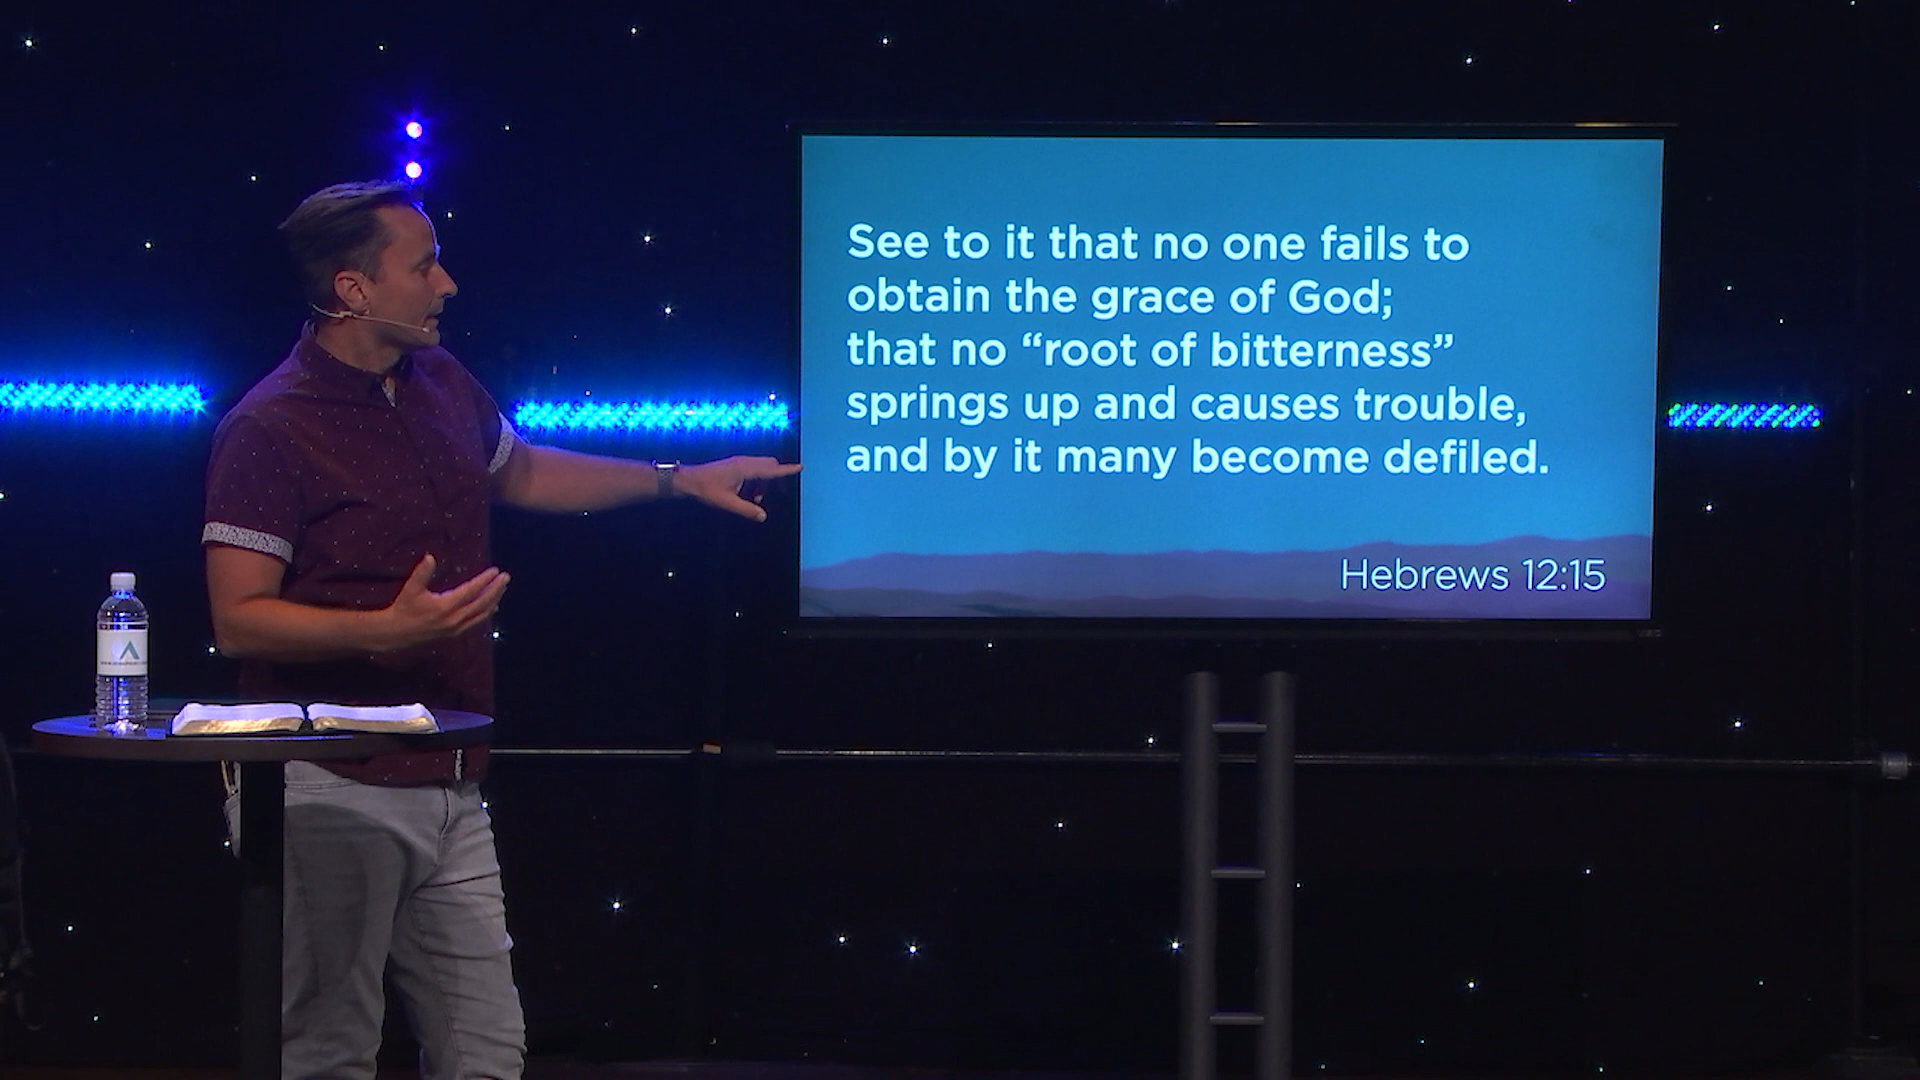 See to it that no one fails to
obtain the grace of God;
that no “root of bitterness”
springs up and causes trouble,
and by it many become defiled.
Hebrews 12:15